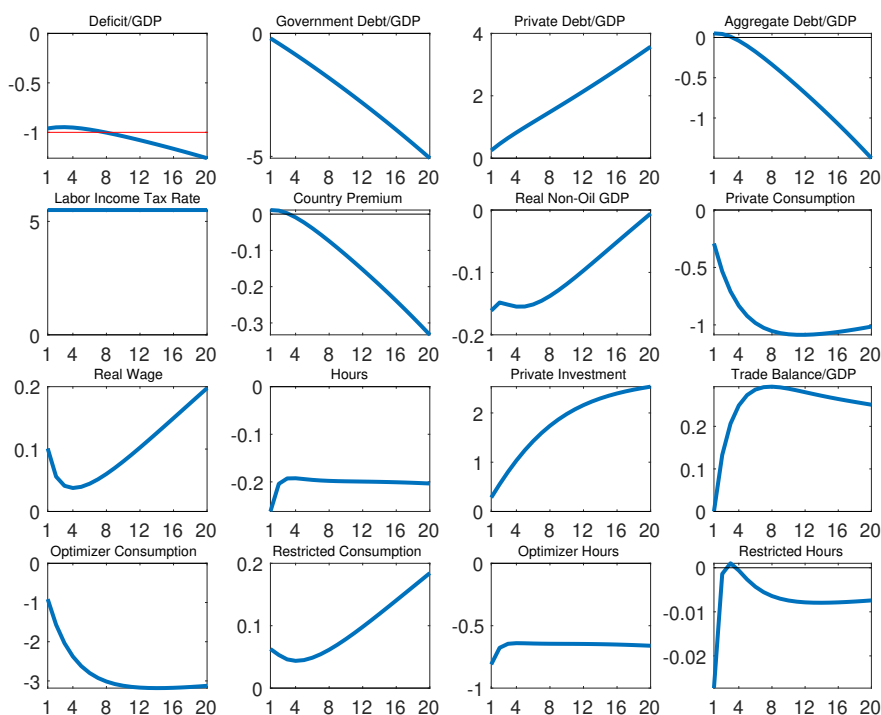 Deficit/GDP Government Debt/GDP Private Debt/GDP Aggregate Debt/GDP
0 0 4 0
-0.5 2 -0.5
-1 -5 0 -1
1 4 8 12 16 20 1 4 8 12 16 20 1 4 8 12 16 20 1 4 8 12 16 20
Labor Income Tax Rate Country Premium Real Non-Oil GDP Private Consumption
5 0 0 0
-0.1 -0.1 -0.5
-0.2
0 -0.3 -0.2 -1
1 4 8 12 16 20 1 4 8 12 16 20 1 4 8 12 16 20 1 4 8 12 16 20
Real Wage Hours Private Investment Trade Balance/GDP
0.2 0 2 0.2
0.1 -0.1 1 0.1
0 -0.2 0 0
1 4 8 12 16 20 1 4 8 12 16 20 1 4 8 12 16 20 1 4 8 12 16 20
Optimizer Consumption Restricted Consumption Optimizer Hours Restricted Hours
0 0.2 0 0
-1 0.1 -0.5 -0.01
-2 -0.02
-3 0 -1
1 4 8 12 16 20 1 4 8 12 16 20 1 4 8 12 16 20 1 4 8 12 16 20